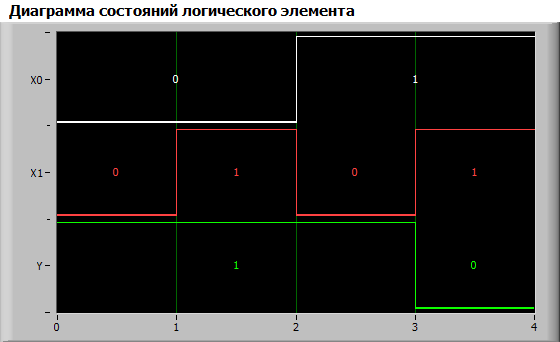 Диаграмма состояний логического элемента
X0
0
1
X1
0 1 0 1
Y
1 0
0 1 2 3 4